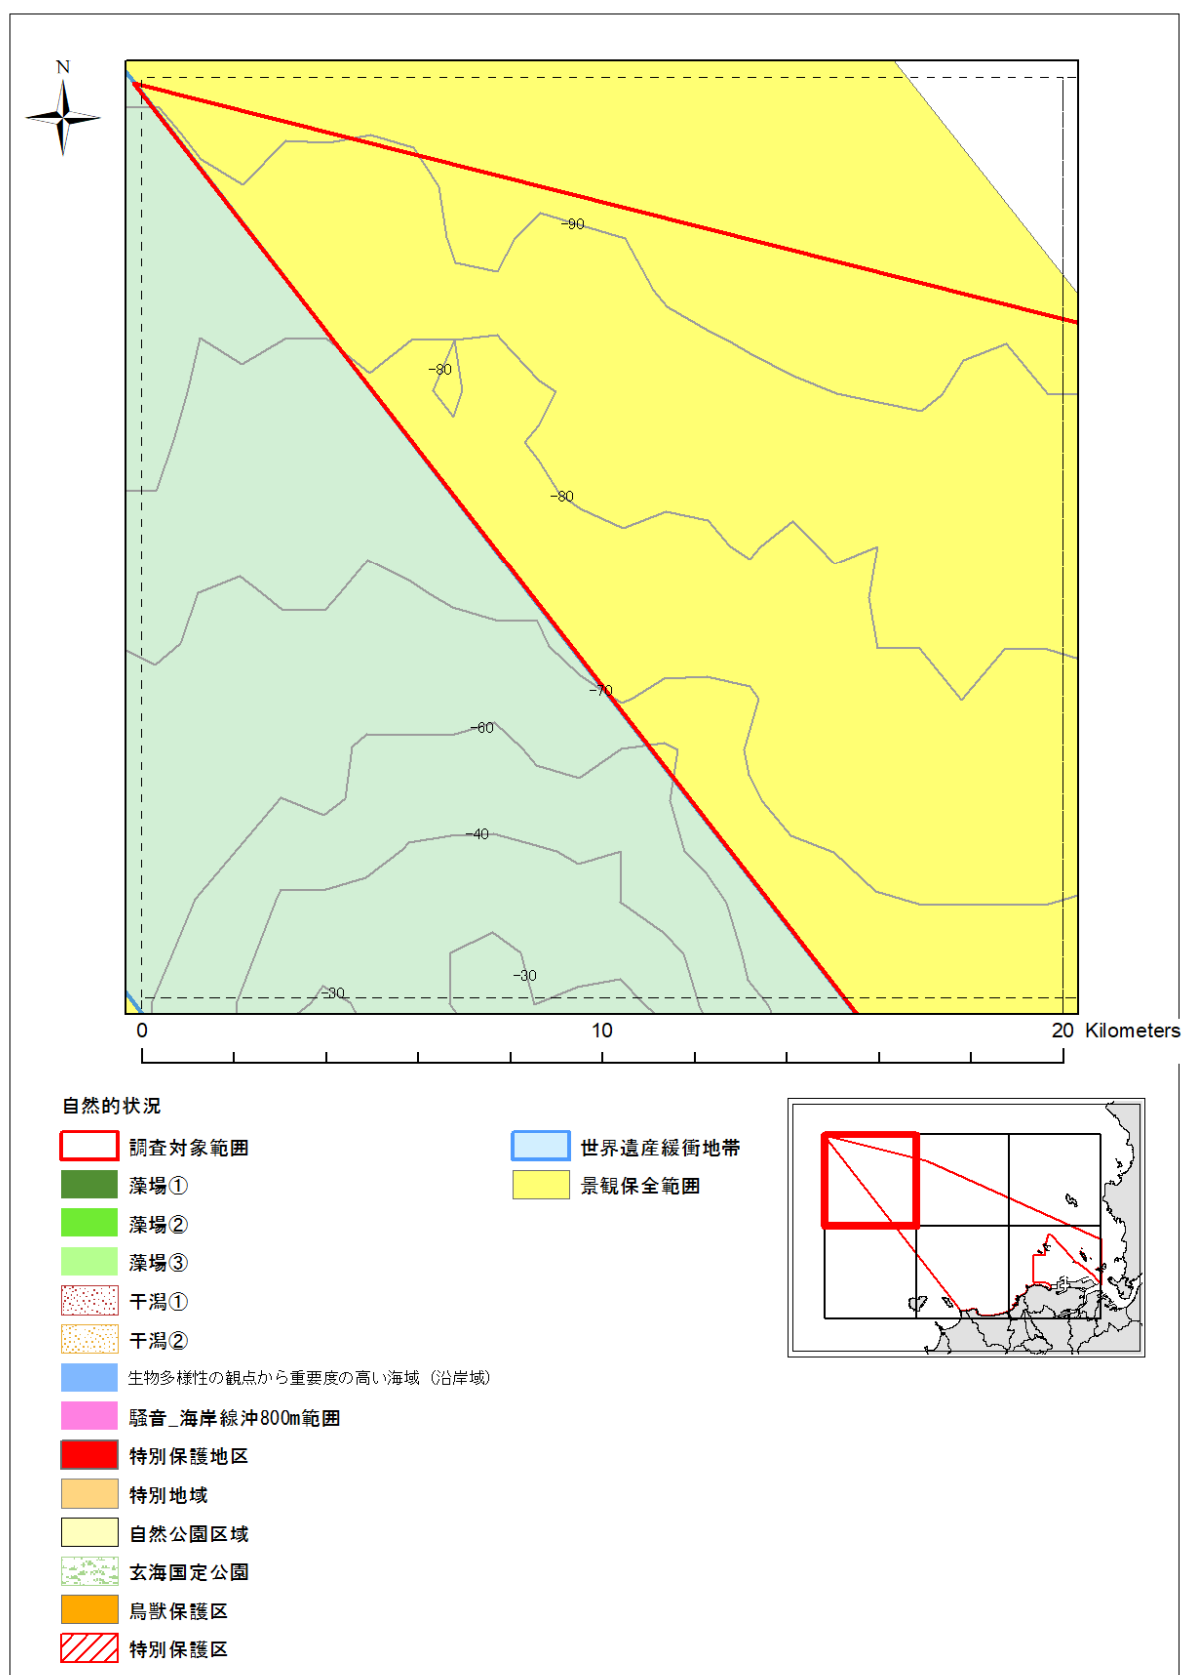 N
-90
-80
-80
-70
-60
-40
-30
-30
0 10 20 Kilometers
自然的状況
調査対象範囲
藻場①
藻場②
藻場③
干潟①
干潟②
生物多様性の観点から重要度の高い海域（沿岸域）
騒音_海岸線沖800m範囲
特別保護地区
特別地域
自然公園区域
玄海国定公園
鳥獣保護区
特別保護区
世界遺産緩衝地帯
景観保全範囲